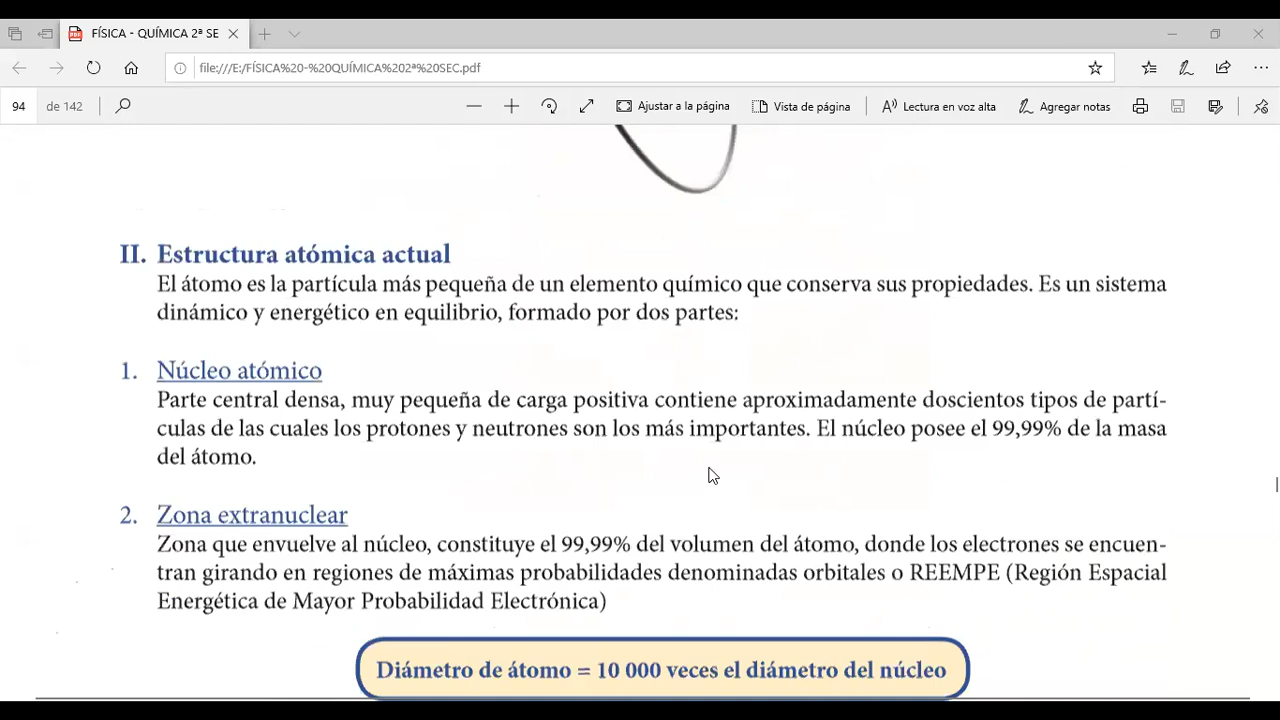 FÍSICA - QUÍMICA 2ª SE
file:///E:/FÍSICA%20-%20QUÍMICA%202ª%20SEC.pdf
94 de 142 Ajustar a la página Vista de página Lectura en voz alta Agregar notas
II. Estructura atómica actual
El átomo es la partícula más pequeña de un elemento químico que conserva sus propiedades. Es un sistema
dinámico y energético en equilibrio, formado por dos partes:
1. Núcleo atómico
Parte central densa, muy pequeña de carga positiva contiene aproximadamente doscientos tipos de partí-
culas de las cuales los protones y neutrones son los más importantes. El núcleo posee el 99,99% de la masa
del átomo.
2. Zona extranuclear
Zona que envuelve al núcleo, constituye el 99,99% del volumen del átomo, donde los electrones se encuen-
tran girando en regiones de máximas probabilidades denominadas orbitales o REEMPE (Región Espacial
Energética de Mayor Probabilidad Electrónica)
Diámetro de átomo = 10 000 veces el diámetro del núcleo